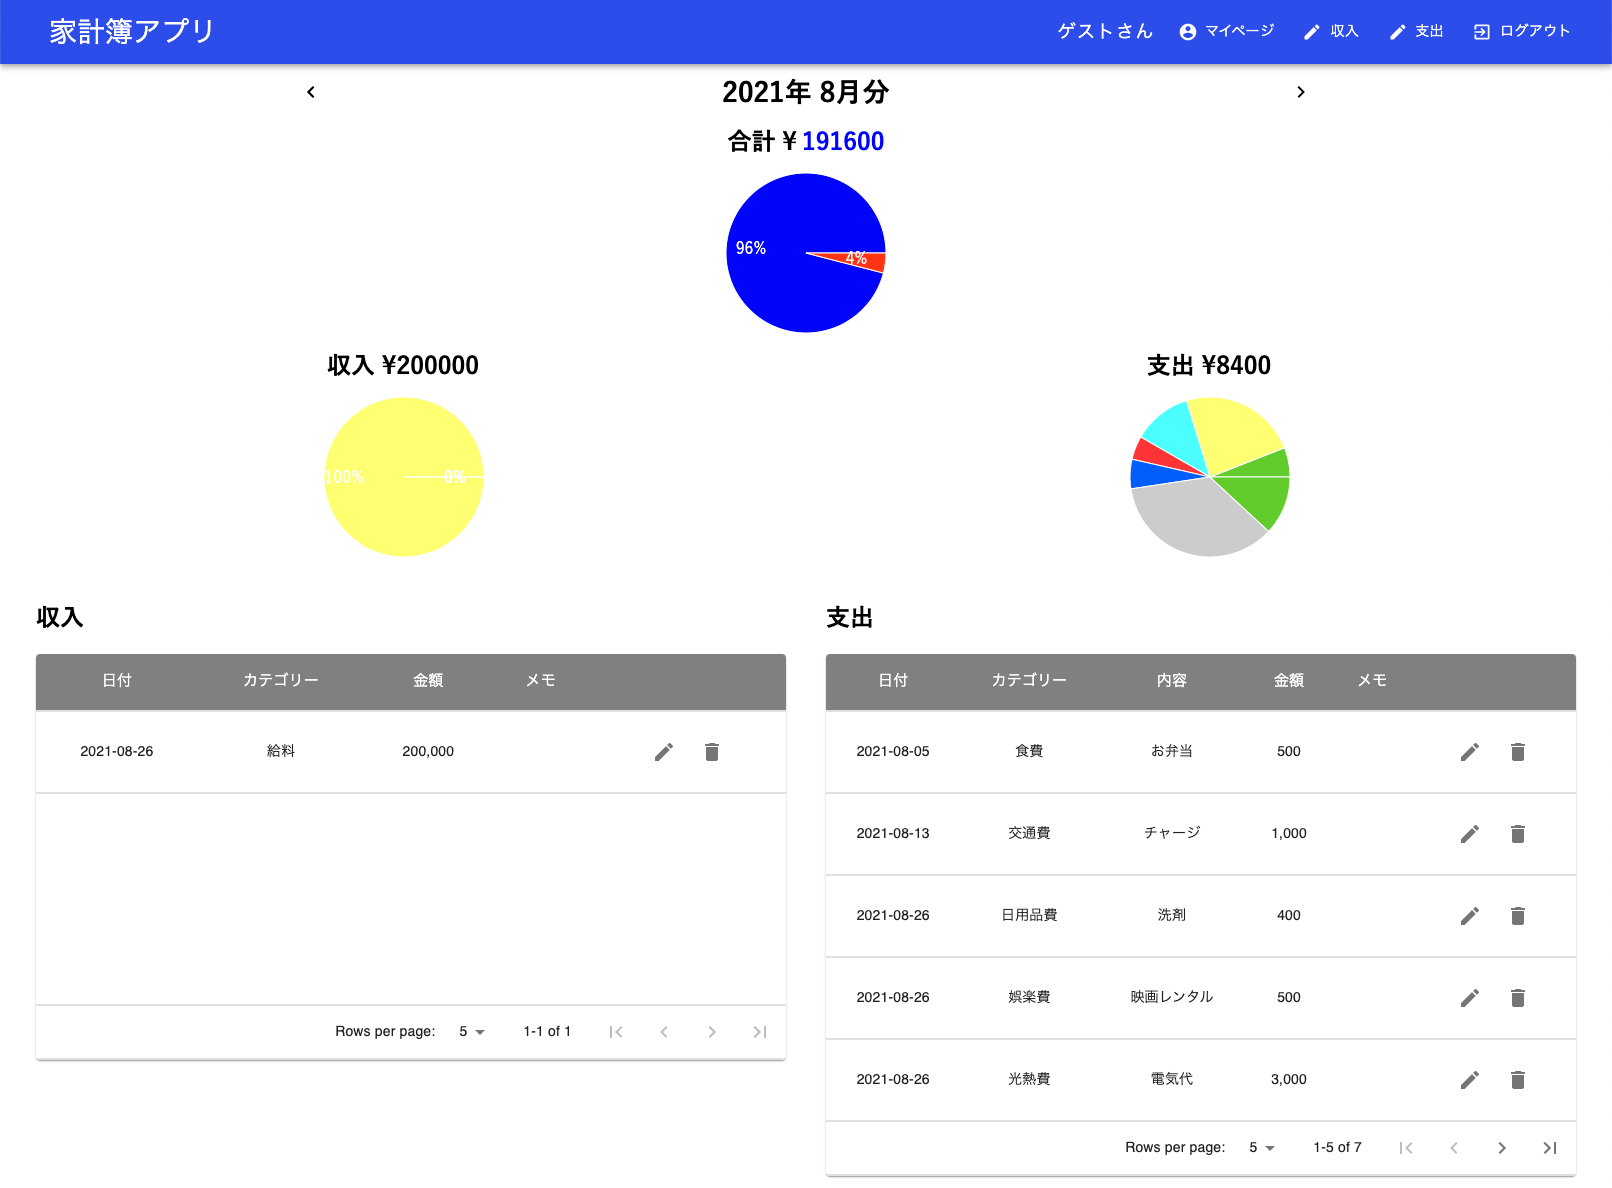 家計簿アプリ
ゲストさん マイページ 収入 支出 ログアウト
2021年 8月分
合計 ¥ 191600
96%
4%
収入 ¥200000
支出 ¥8400
100%
0%
収入
日付 カテゴリー 金額 メモ
2021-08-26 給料 200,000
Rows per page: 5 1-1 of 1
支出
日付 カテゴリー 内容 金額 メモ
2021-08-05 食費 お弁当 500
2021-08-13 交通費 チャージ 1,000
2021-08-26 日用品費 洗剤 400
2021-08-26 娯楽費 映画レンタル 500
2021-08-26 光熱費 電気代 3,000
Rows per page: 5 1-5 of 7